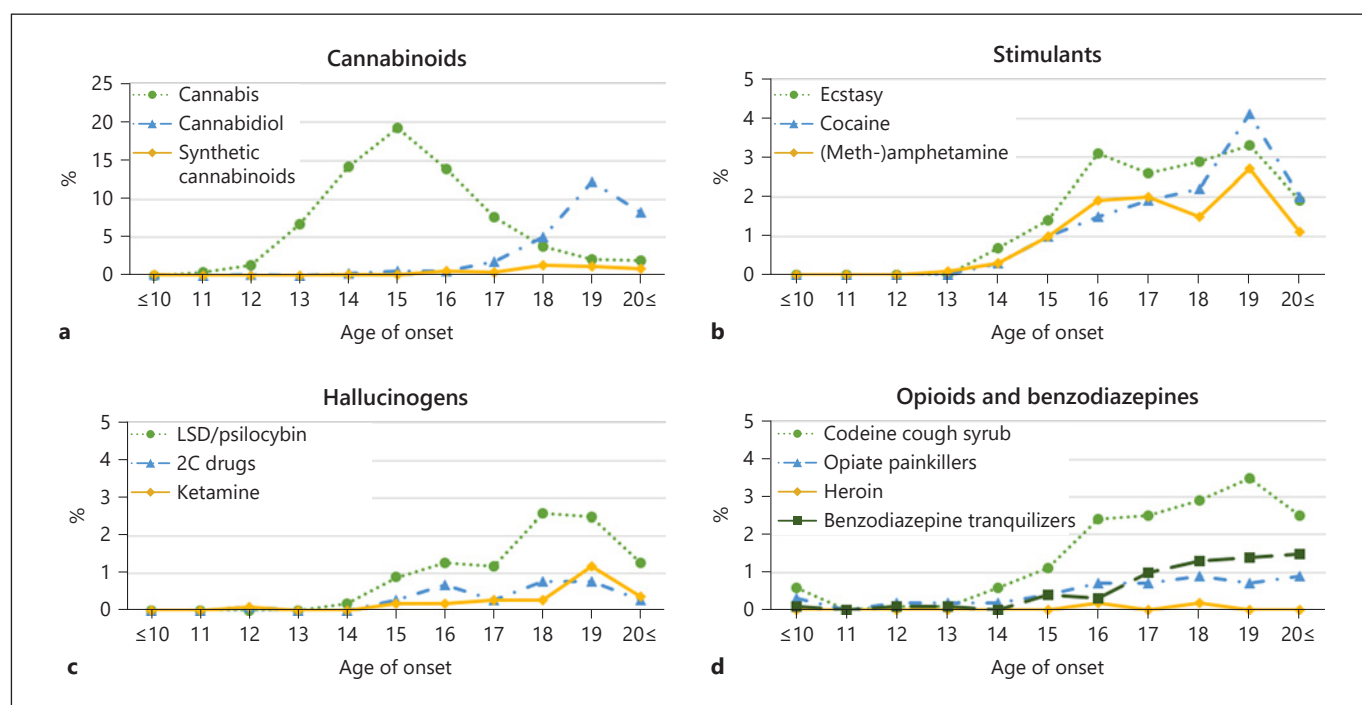 Cannabinoids
25
20
15
10
5
0
%
Cannabis
Cannabidiol
Synthetic
cannabinoids
≤10 11 12 13 14 15 16 17 18 19 20≤
Age of onset
a
Stimulants
5
4
3
2
1
0
%
Ecstasy
Cocaine
(Meth-)amphetamine
≤10 11 12 13 14 15 16 17 18 19 20≤
Age of onset
b
Hallucinogens
5
4
3
2
1
0
%
LSD/psilocybin
2C drugs
Ketamine
≤10 11 12 13 14 15 16 17 18 19 20≤
Age of onset
c
Opioids and benzodiazepines
5
4
3
2
1
0
%
Codeine cough syrub
Opiate painkillers
Heroin
Benzodiazepine tranquilizers
≤10 11 12 13 14 15 16 17 18 19 20≤
Age of onset
d